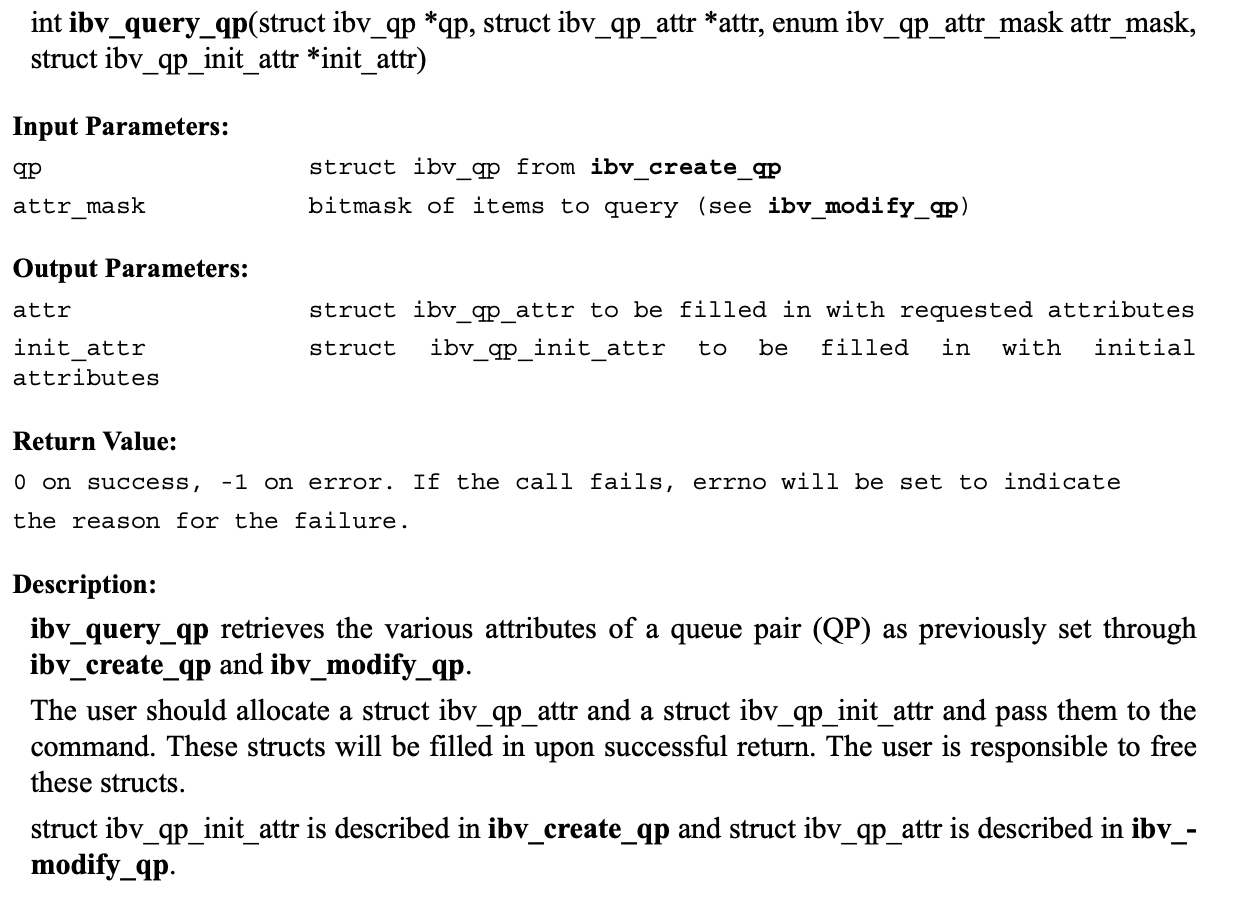 int ibv_query_qp(struct ibv_qp *qp, struct ibv_qp_attr *attr, enum ibv_qp_attr_mask attr_mask,
struct ibv_qp_init_attr *init_attr)
Input Parameters:
qp struct ibv_qp from ibv_create_qp
attr_mask bitmask of items to query (see ibv_modify_qp)
Output Parameters:
attr struct ibv_qp_attr to be filled in with requested attributes
init_attr struct ibv_qp_init_attr to be filled in with initial
attributes
Return Value:
0 on success, -1 on error. If the call fails, errno will be set to indicate
the reason for the failure.
Description:
ibv_query_qp retrieves the various attributes of a queue pair (QP) as previously set through
ibv_create_qp and ibv_modify_qp.
The user should allocate a struct ibv_qp_attr and a struct ibv_qp_init_attr and pass them to the
command. These structs will be filled in upon successful return. The user is responsible to free
these structs.
struct ibv_qp_init_attr is described in ibv_create_qp and struct ibv_qp_attr is described in ibv_-
modify_qp.